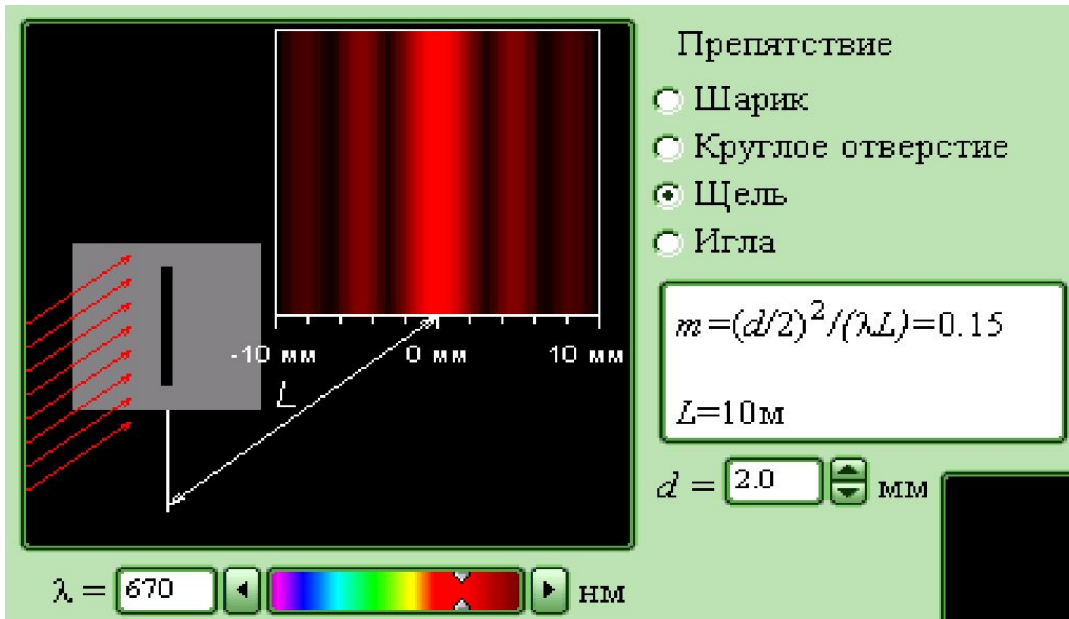 Препятствие
Шарик
Круглое отверстие
Щель
Игла
-10 мм 0 мм 10 мм
L
m=(d/2)²/(λL)=0.15
L=10м
d = 2.0 мм
λ = 670 нм